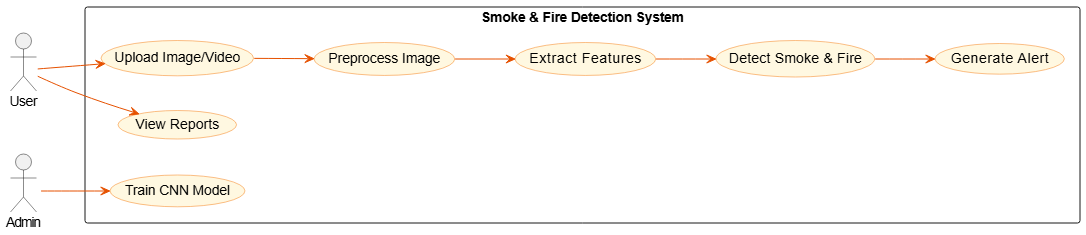 Smoke & Fire Detection System
User
Upload Image/Video
Preprocess Image
Extract Features
Detect Smoke & Fire
Generate Alert
View Reports
Admin
Train CNN Model